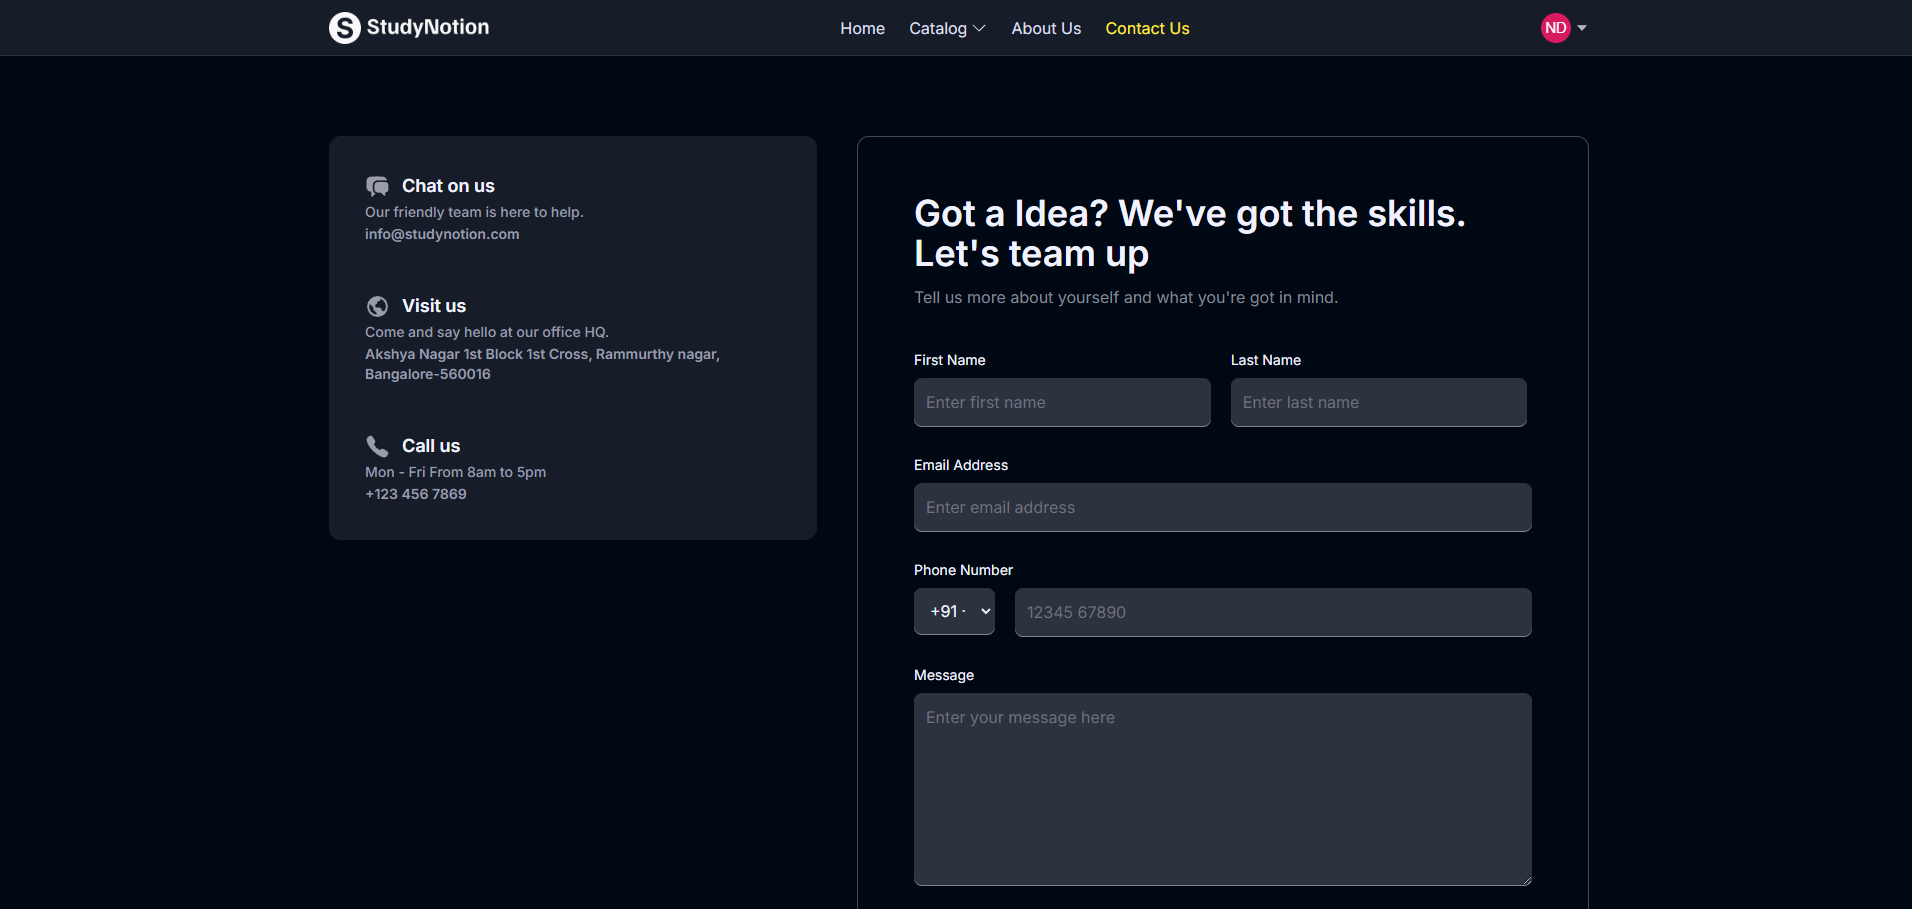 StudyNotion
Home
Catalog
About Us
Contact Us
ND
Chat on us
Our friendly team is here to help.
info@studynotion.com
Visit us
Come and say hello at our office HQ.
Akshya Nagar 1st Block 1st Cross, Rammurthy nagar,
Bangalore-560016
Call us
Mon - Fri From 8am to 5pm
+123 456 7869
Got a Idea? We've got the skills.
Let's team up
Tell us more about yourself and what you're got in mind.
First Name
Last Name
Enter first name
Enter last name
Email Address
Enter email address
Phone Number
+91 -
12345 67890
Message
Enter your message here